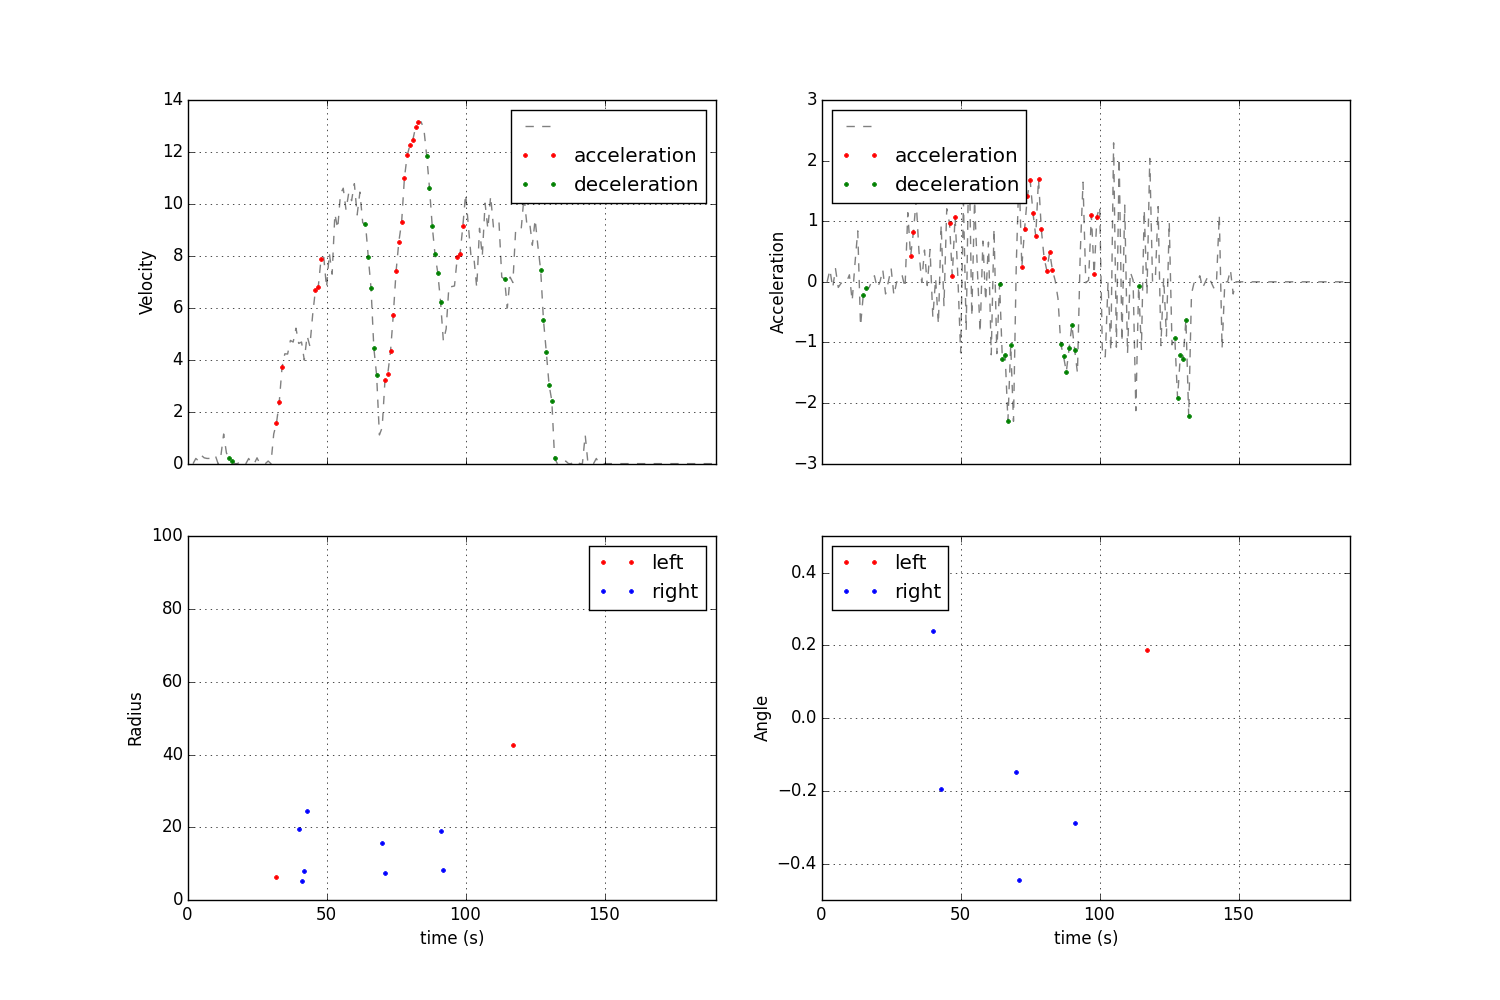 14
12
10
8
6
4
2
0
Velocity
acceleration
deceleration
3
2
1
0
−1
−2
−3
Acceleration
acceleration
deceleration
100
80
60
40
20
0
Radius
left
right
0 50 100 150
time (s)
0.4
0.2
0.0
−0.2
−0.4
Angle
left
right
0 50 100 150
time (s)